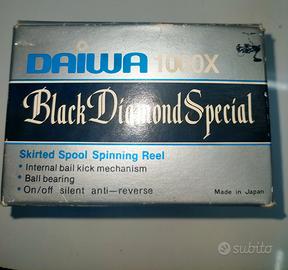 DAIWA 1000X
Black Diamond Special
Skirted Spool Spinning Reel
• Internal bail kick mechanism
• Ball bearing
• On/off silent anti—reverse
Made in Japan
subito